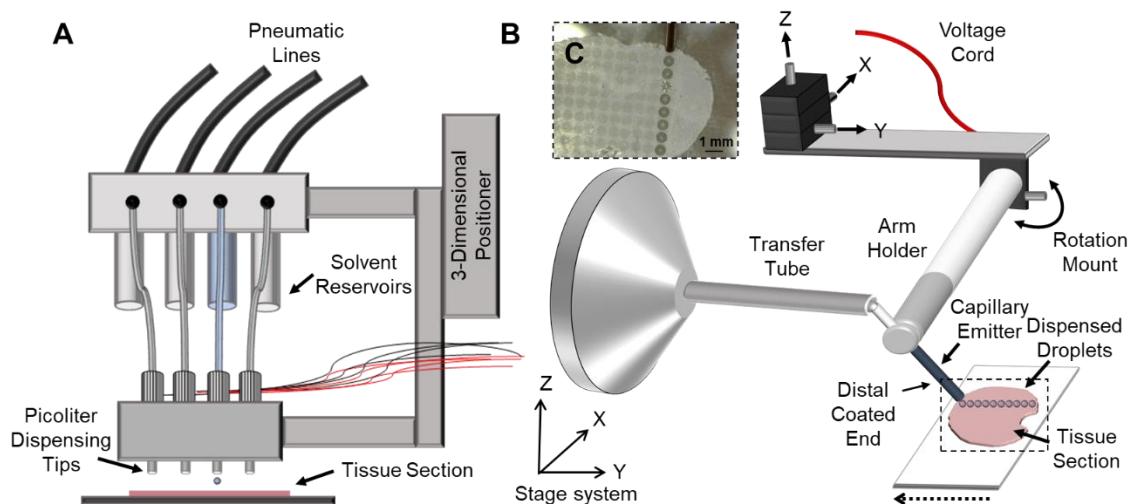 A
Pneumatic
Lines
Solvent
Reservoirs
3-Dimensional
Positioner
Picoliter
Dispensing
Tips
Tissue Section
B
C
1 mm
Z
X
Y
Voltage
Cord
Rotation
Mount
Arm
Holder
Transfer
Tube
Capillary
Emitter
Dispensed
Droplets
Distal
Coated
End
Tissue
Section
Z
X
Y
Stage system